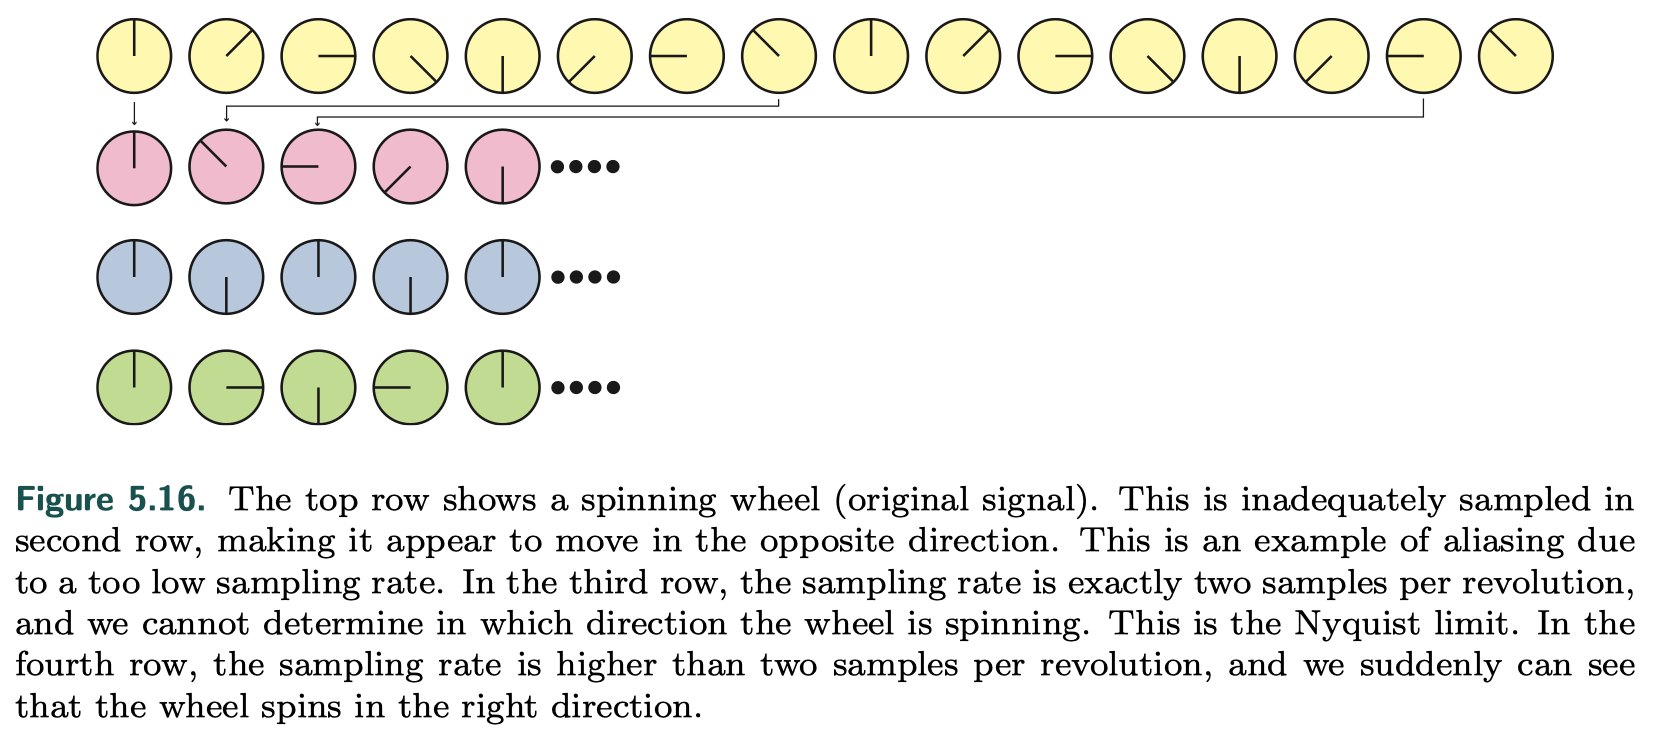 Figure 5.16. The top row shows a spinning wheel (original signal). This is inadequately sampled in
second row, making it appear to move in the opposite direction. This is an example of aliasing due
to a too low sampling rate. In the third row, the sampling rate is exactly two samples per revolution,
and we cannot determine in which direction the wheel is spinning. This is the Nyquist limit. In the
fourth row, the sampling rate is higher than two samples per revolution, and we suddenly can see
that the wheel spins in the right direction.